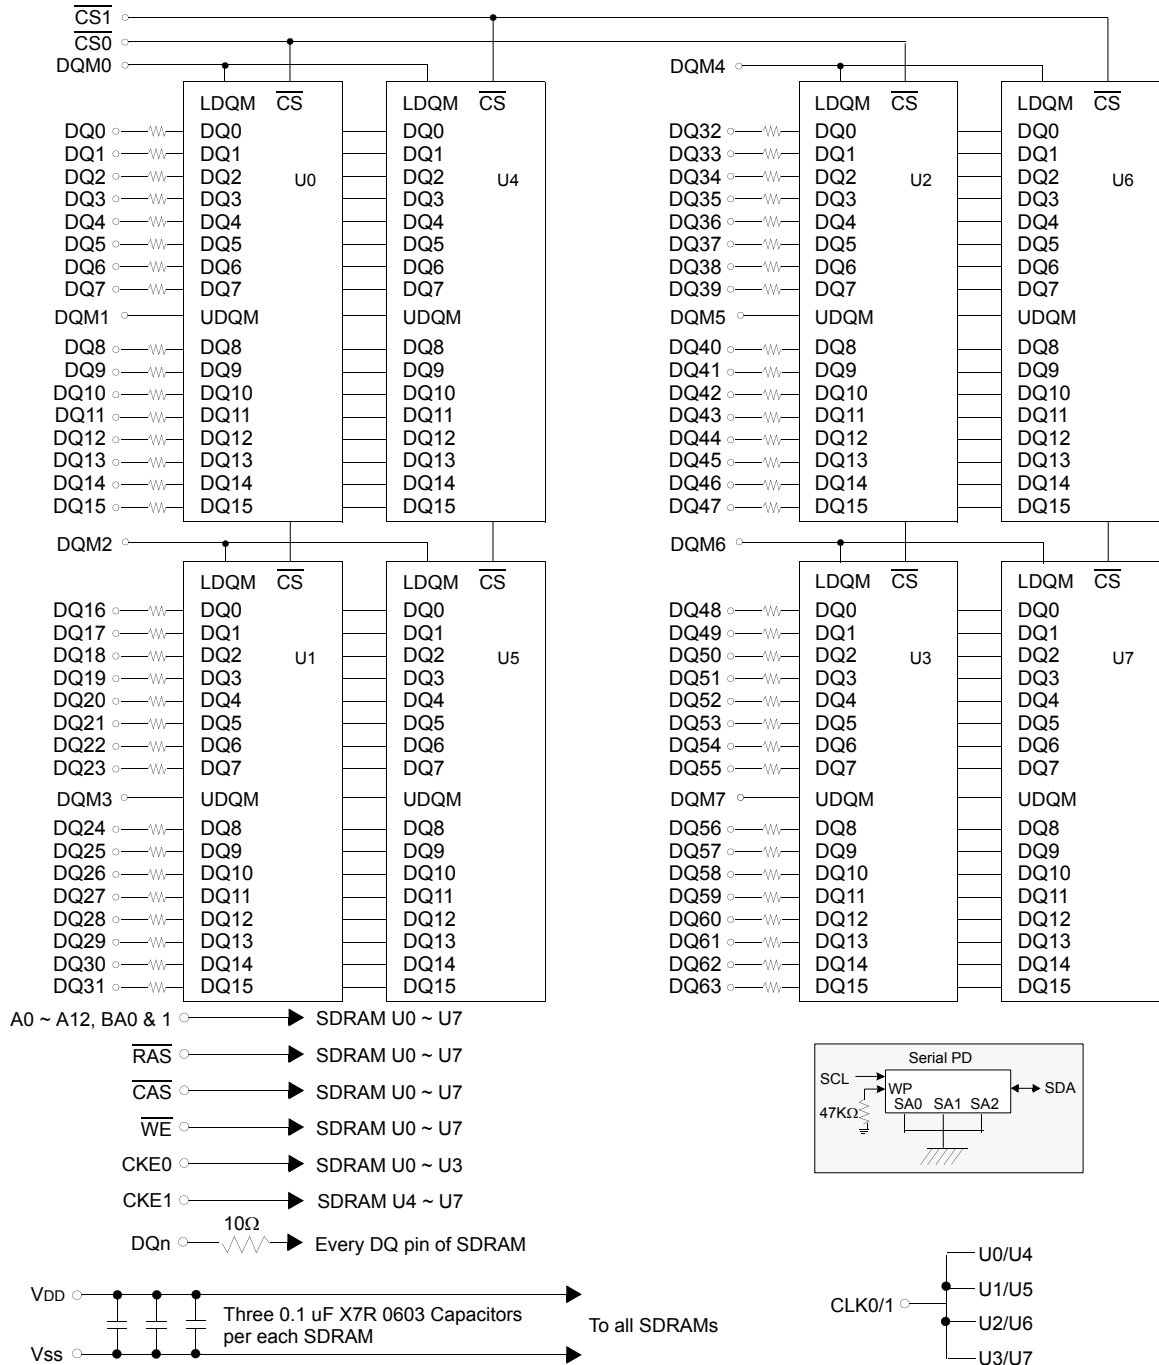 CS1
CS0
DQM0 DQM4
LDQM CS LDQM CS LDQM CS LDQM CS
DQ0 DQ0 DQ0 DQ32 DQ0 DQ0
DQ1 DQ1 DQ1 DQ33 DQ1 DQ1
DQ2 DQ2 U0 DQ2 U4 DQ34 DQ2 U2 DQ2 U6
DQ3 DQ3 DQ3 DQ35 DQ3 DQ3
DQ4 DQ4 DQ4 DQ36 DQ4 DQ4
DQ5 DQ5 DQ5 DQ37 DQ5 DQ5
DQ6 DQ6 DQ6 DQ38 DQ6 DQ6
DQ7 DQ7 DQ7 DQ39 DQ7 DQ7
DQM1 UDQM UDQM DQM5 UDQM UDQM
DQ8 DQ8 DQ8 DQ40 DQ8 DQ8
DQ9 DQ9 DQ9 DQ41 DQ9 DQ9
DQ10 DQ10 DQ10 DQ42 DQ10 DQ10
DQ11 DQ11 DQ11 DQ43 DQ11 DQ11
DQ12 DQ12 DQ12 DQ44 DQ12 DQ12
DQ13 DQ13 DQ13 DQ45 DQ13 DQ13
DQ14 DQ14 DQ14 DQ46 DQ14 DQ14
DQ15 DQ15 DQ15 DQ47 DQ15 DQ15
DQM2 DQM6
LDQM CS LDQM CS LDQM CS LDQM CS
DQ16 DQ0 DQ0 DQ48 DQ0 DQ0
DQ17 DQ1 DQ1 DQ49 DQ1 DQ1
DQ18 DQ2 U1 DQ2 U5 DQ50 DQ2 U3 DQ2 U7
DQ19 DQ3 DQ3 DQ51 DQ3 DQ3
DQ20 DQ4 DQ4 DQ52 DQ4 DQ4
DQ21 DQ5 DQ5 DQ53 DQ5 DQ5
DQ22 DQ6 DQ6 DQ54 DQ6 DQ6
DQ23 DQ7 DQ7 DQ55 DQ7 DQ7
DQM3 UDQM UDQM DQM7 UDQM UDQM
DQ24 DQ8 DQ8 DQ56 DQ8 DQ8
DQ25 DQ9 DQ9 DQ57 DQ9 DQ9
DQ26 DQ10 DQ10 DQ58 DQ10 DQ10
DQ27 DQ11 DQ11 DQ59 DQ11 DQ11
DQ28 DQ12 DQ12 DQ60 DQ12 DQ12
DQ29 DQ13 DQ13 DQ61 DQ13 DQ13
DQ30 DQ14 DQ14 DQ62 DQ14 DQ14
DQ31 DQ15 DQ15 DQ63 DQ15 DQ15
A0 ~ A12, BA0 & 1 SDRAM U0 ~ U7
RAS SDRAM U0 ~ U7
CAS SDRAM U0 ~ U7
WE SDRAM U0 ~ U7
CKE0 SDRAM U0 ~ U3
CKE1 SDRAM U4 ~ U7
10Ω
DQn Every DQ pin of SDRAM
Serial PD
SCL
WP SDA
47KΩ SA0 SA1 SA2
VDD
Three 0.1 uF X7R 0603 Capacitors
per each SDRAM
To all SDRAMs
Vss
U0/U4
U1/U5
CLK0/1
U2/U6
U3/U7